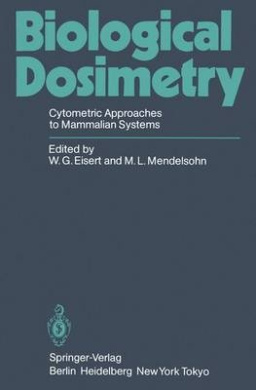 Biological
Dosimetry
Cytometric Approaches
to Mammalian Systems
Edited by
W. G. Eisert and M. L. Mendelsohn
Springer-Verlag
Berlin Heidelberg New York Tokyo